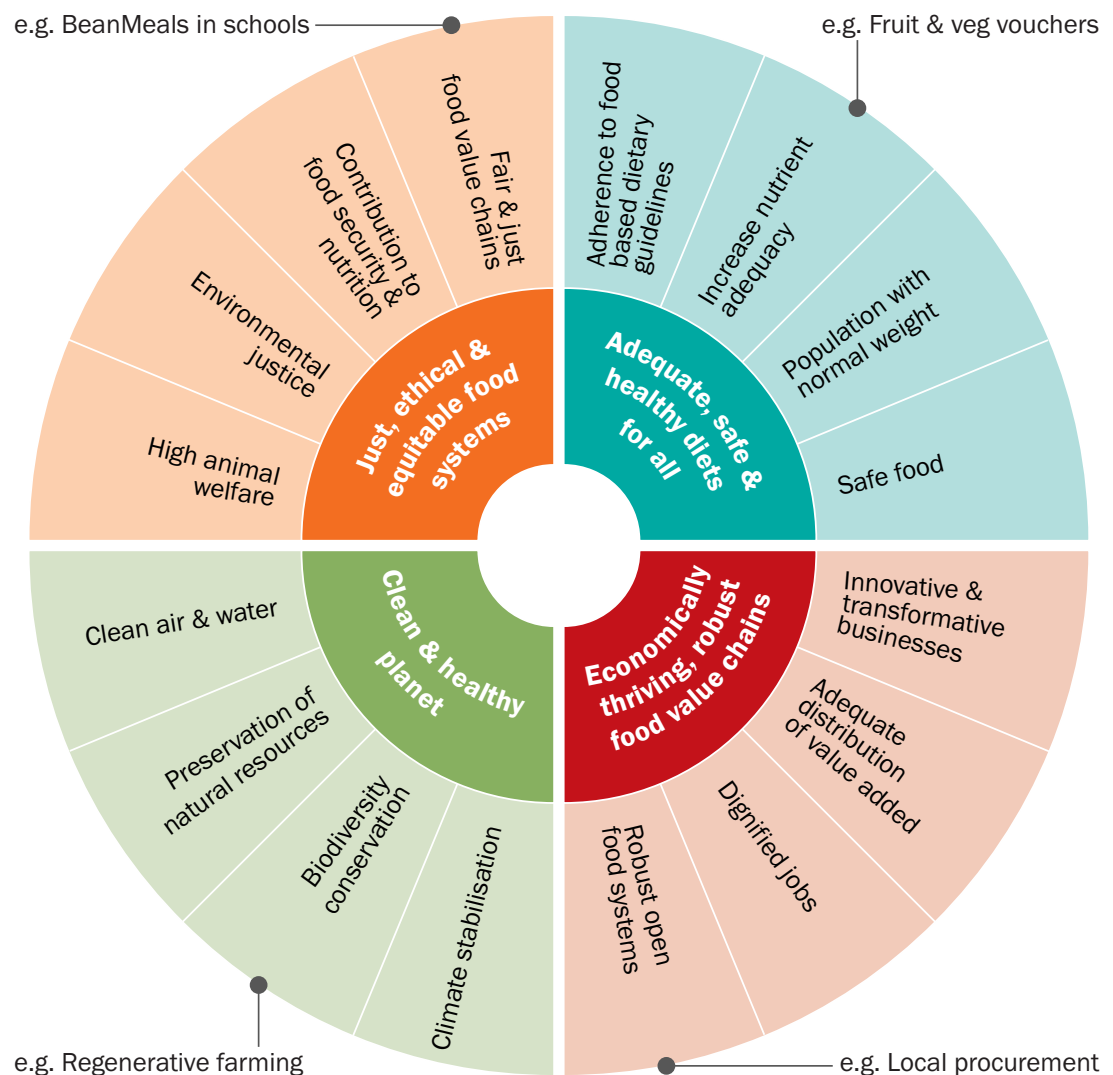 e.g. BeanMeals in schools
e.g. Fruit & veg vouchers
Fair & just
food value chains
Contribution to
food security &
nutrition
Environmental
justice
High animal
welfare
Just, ethical &
equitable food
systems
Adherence to food
based dietary
guidelines
Increase nutrient
adequacy
Population with
normal weight
Safe food
Adequate, safe &
healthy diets
for all
Clean air & water
Preservation of
natural resources
Biodiversity
conservation
Climate stabilisation
Clean & healthy
planet
Innovative &
transformative
businesses
Adequate
distribution
of value added
Dignified jobs
Robust open
food systems
Economically
thriving, robust
food value chains
e.g. Regenerative farming
e.g. Local procurement